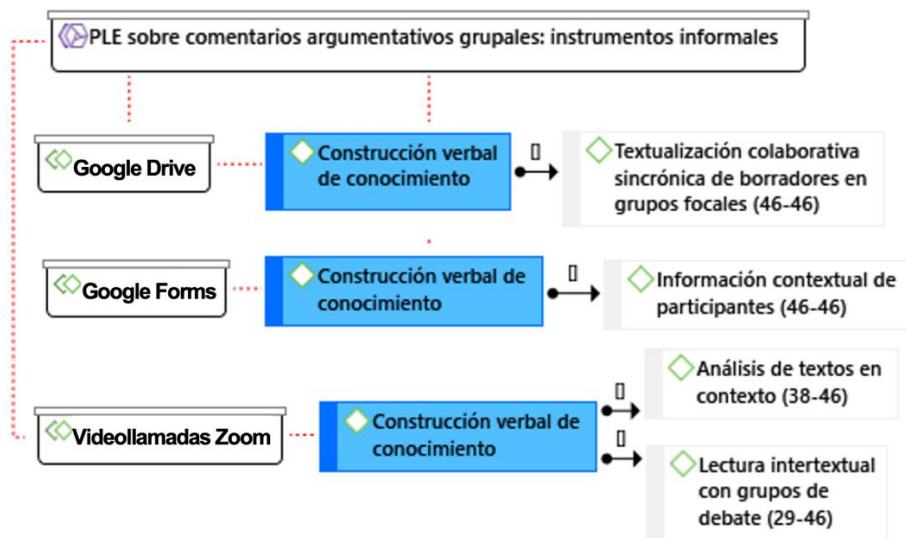 PLE sobre comentarios argumentativos grupales: instrumentos informales
Google Drive
Construcción verbal
de conocimiento
[]
Textualización colaborativa
sincrónica de borradores en
grupos focales (46-46)
Google Forms
Construcción verbal de
conocimiento
[]
Información contextual de
participantes (46-46)
Videollamadas Zoom
Construcción verbal de
conocimiento
[]
Análisis de textos en
contexto (38-46)
[]
Lectura intertextual
con grupos de
debate (29-46)